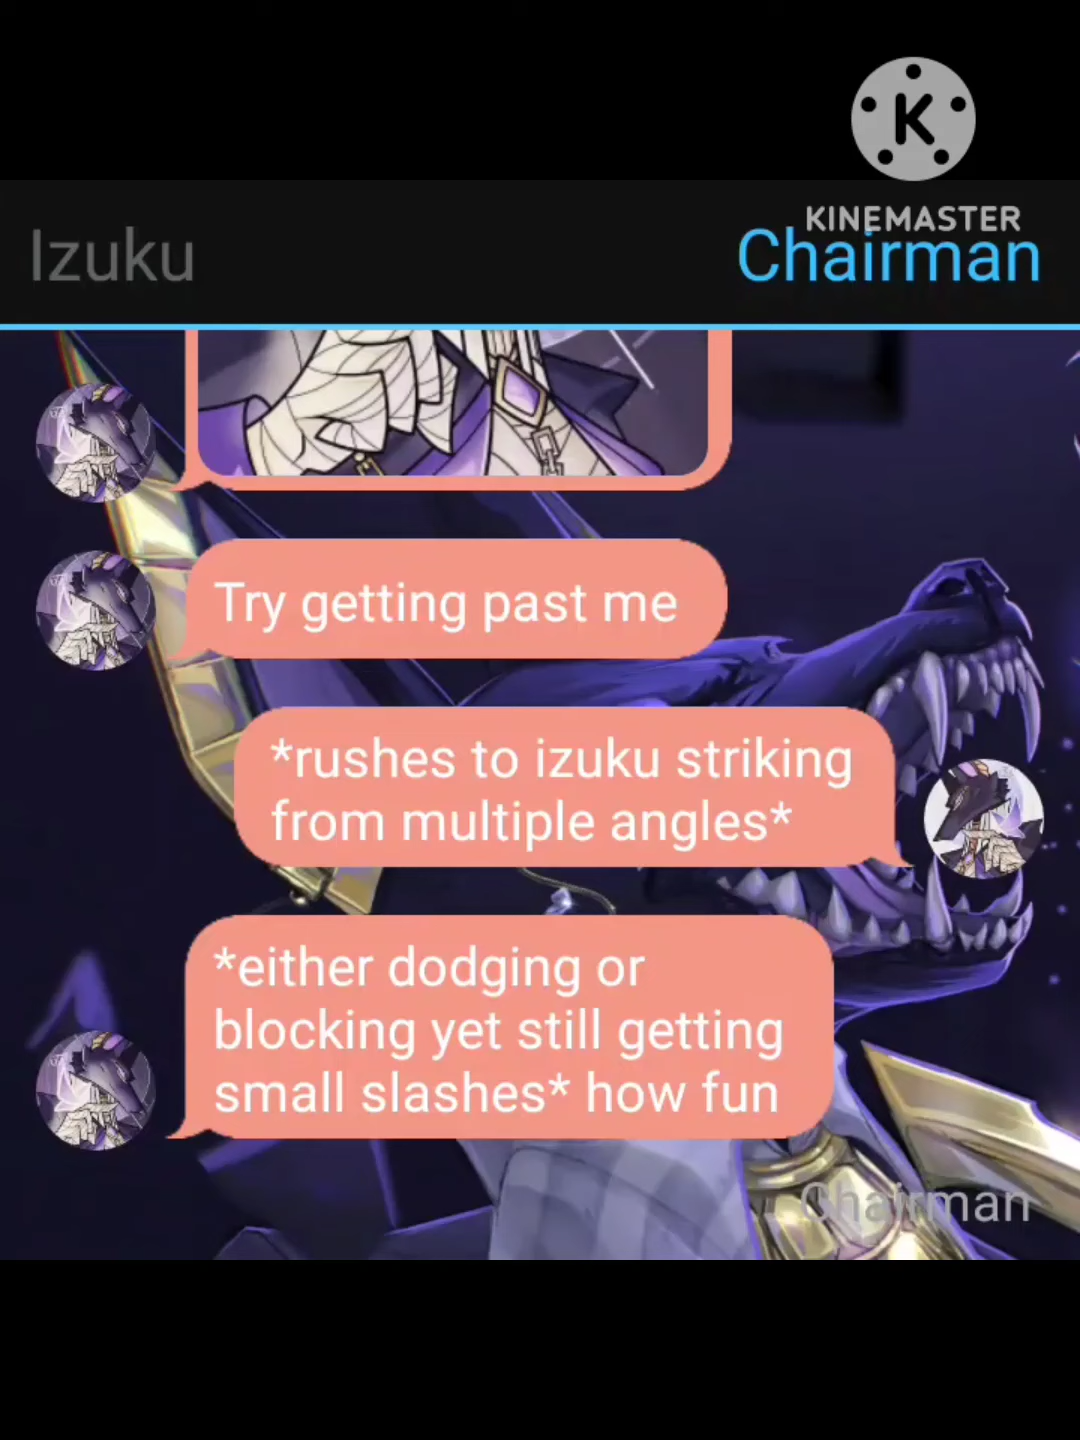 K
KINEMASTER
Izuku
Chairman
Try getting past me
*rushes to izuku striking
from multiple angles*
*either dodging or
blocking yet still getting
small slashes* how fun
Chairman